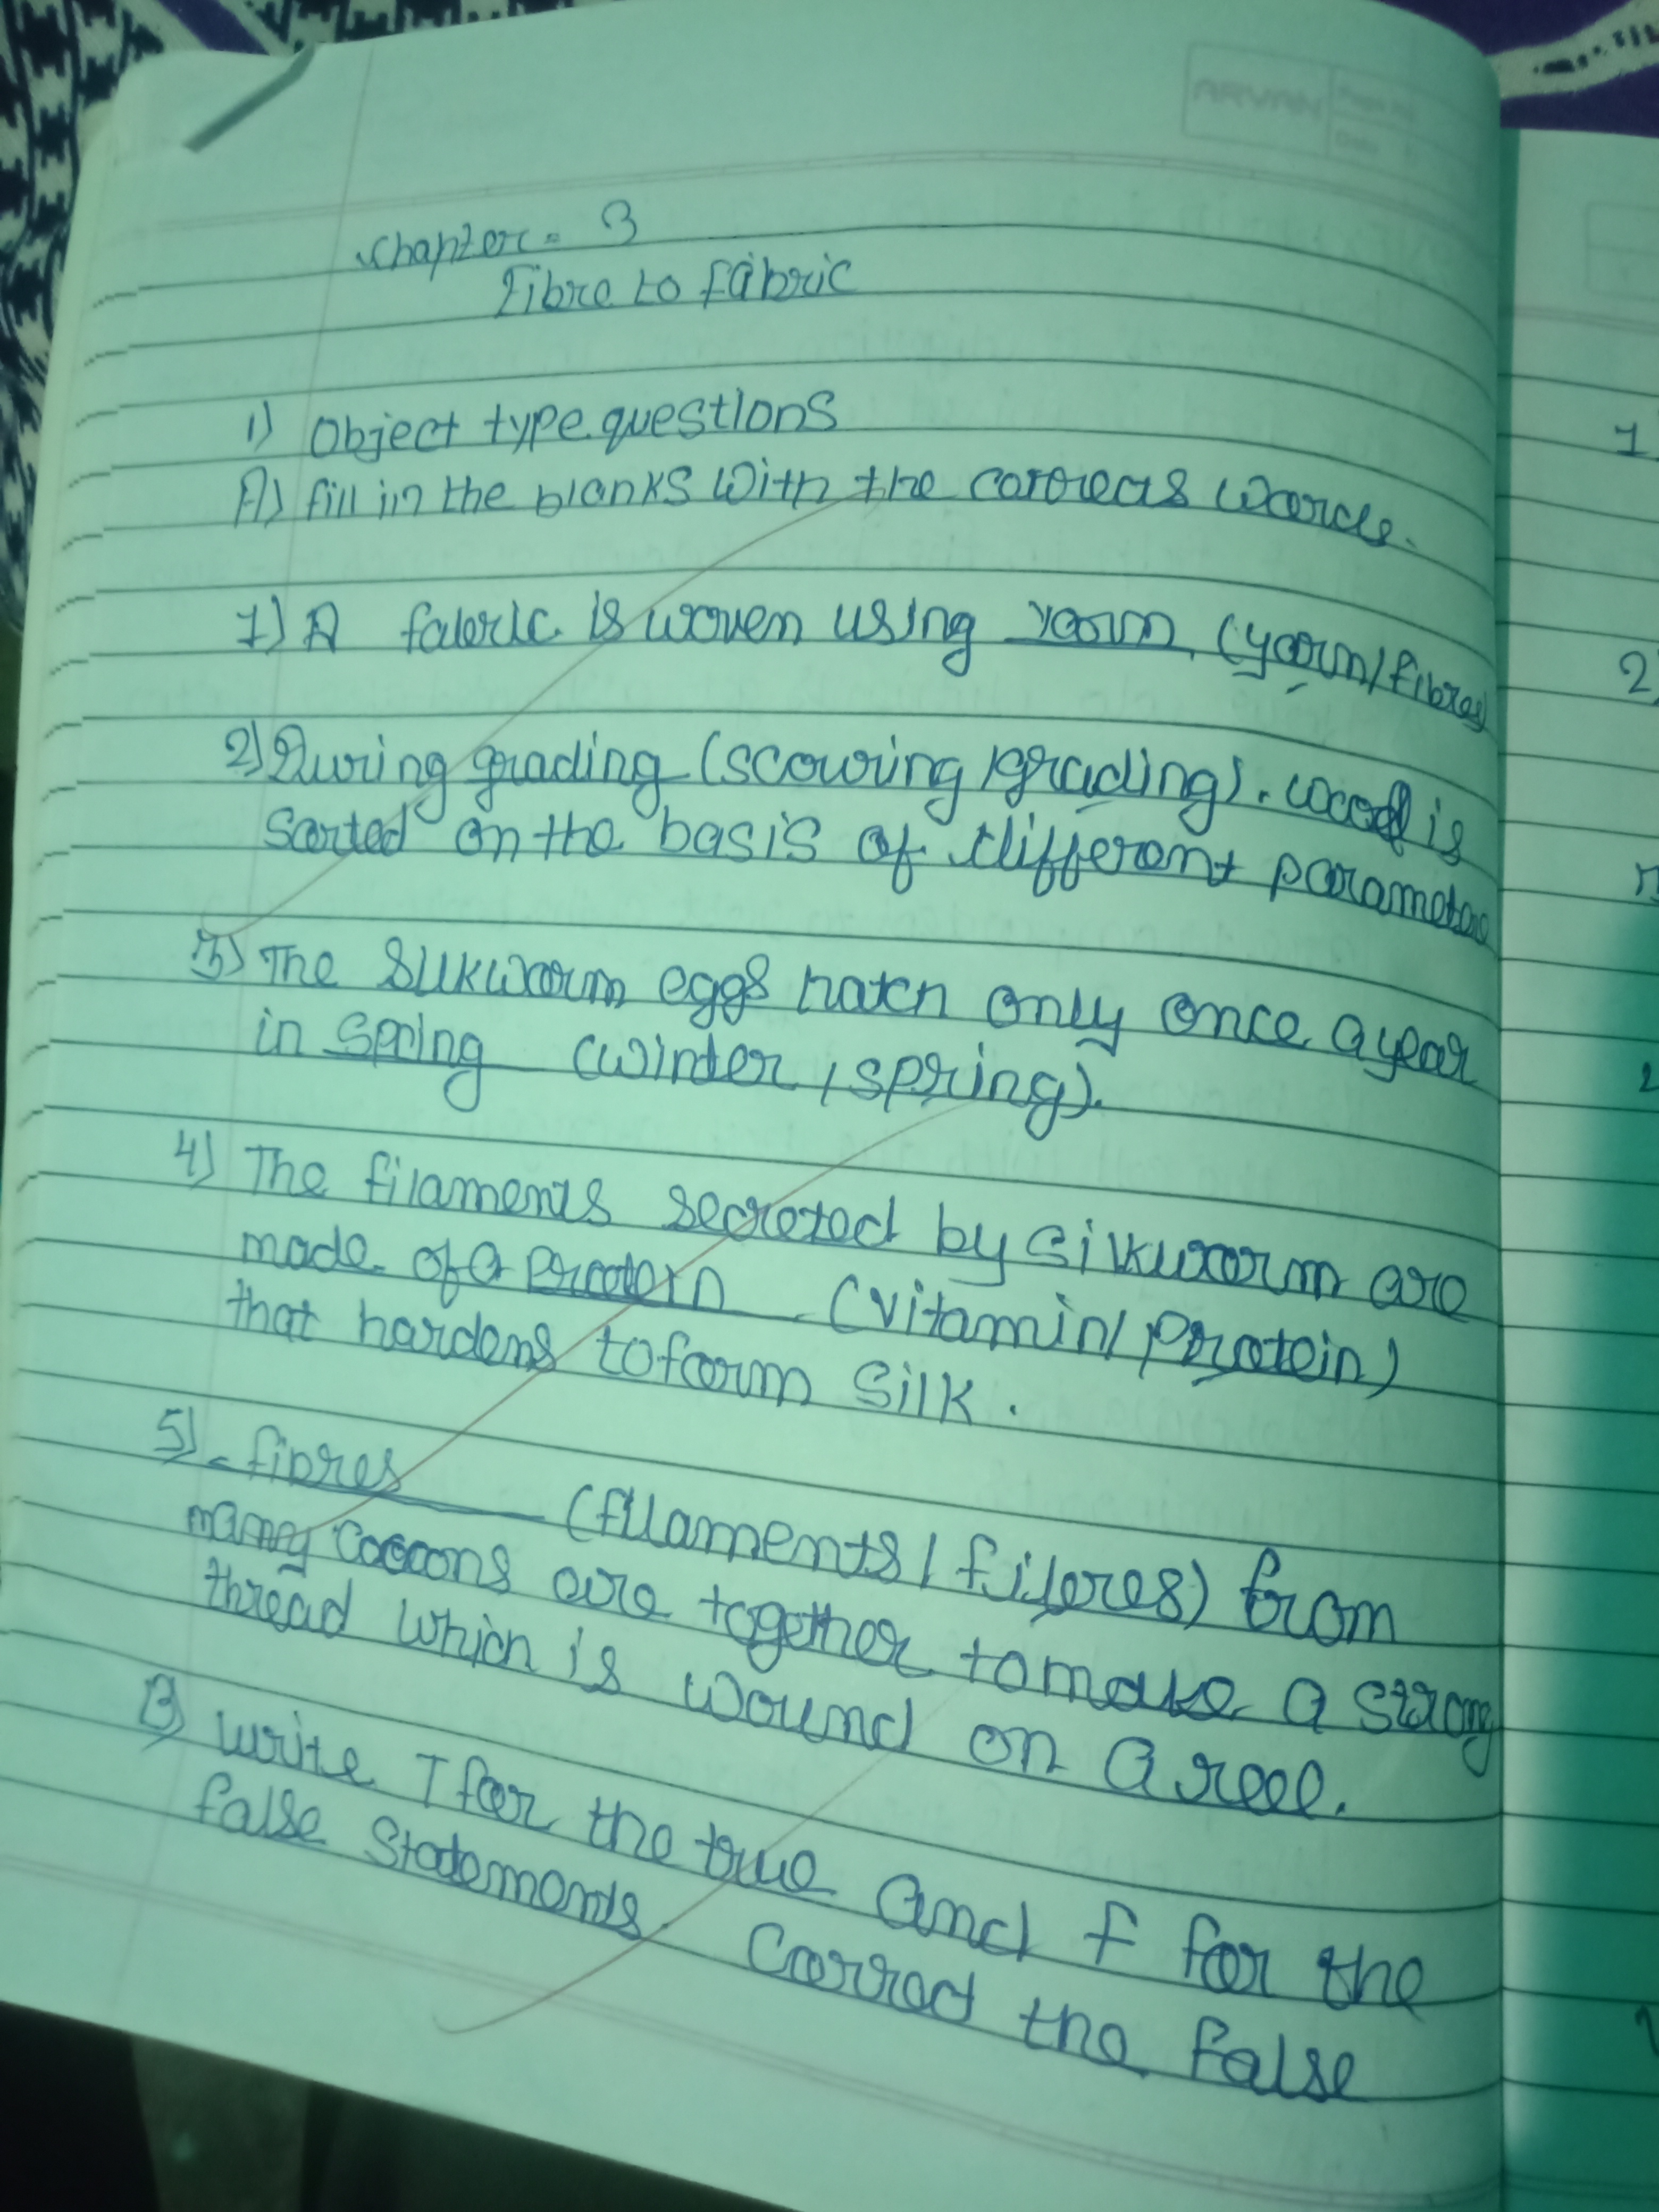 ARVAN
Chapter - 3
Fibre to Fabric
1) Object type questions
A) fill in the blanks with the words.
1) A fabric is woven using Yarn (yarn/fibres
2) During grading (scouring/grading). wool is
sorted on the basis of different parameters
3) The silkworm eggs hatch only once a year
in spring (winter, spring).
4) The filaments secreted by silkworm are
made of a protein (vitamin/protein)
that hardens to form silk.
5) fibres (filaments/fibres) from
many cocoons are together to make a strong
thread which is wound on a reel.
B) write T for the true and F for the
false statements. Correct the false
1
2